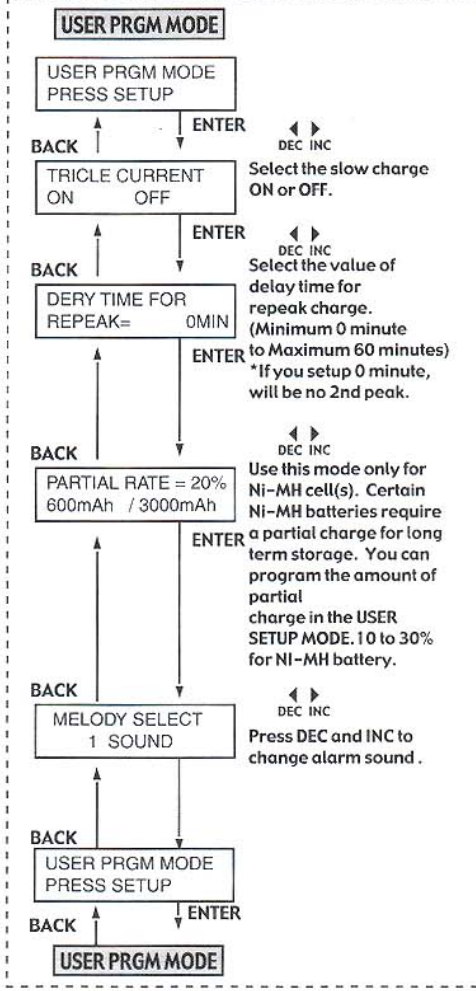 USER PRGM MODE
USER PRGM MODE
PRESS SETUP
BACK
ENTER
DEC INC
TRICLE CURRENT
ON OFF
Select the slow charge
ON or OFF.
BACK
ENTER
DEC INC
DERY TIME FOR
REPEAK= 0MIN
Select the value of
delay time for
repeak charge.
(Minimum 0 minute
to Maximum 60 minutes)
*If you setup 0 minute,
will be no 2nd peak.
BACK
ENTER
DEC INC
PARTIAL RATE = 20%
600mAh / 3000mAh
Use this mode only for
Ni-MH cell(s). Certain
Ni-MH batteries require
a partial charge for long
term storage. You can
program the amount of
partial
charge in the USER
SETUP MODE.10 to 30%
for NI-MH battery.
BACK
ENTER
DEC INC
MELODY SELECT
1 SOUND
Press DEC and INC to
change alarm sound .
BACK
USER PRGM MODE
PRESS SETUP
BACK
ENTER
USER PRGM MODE